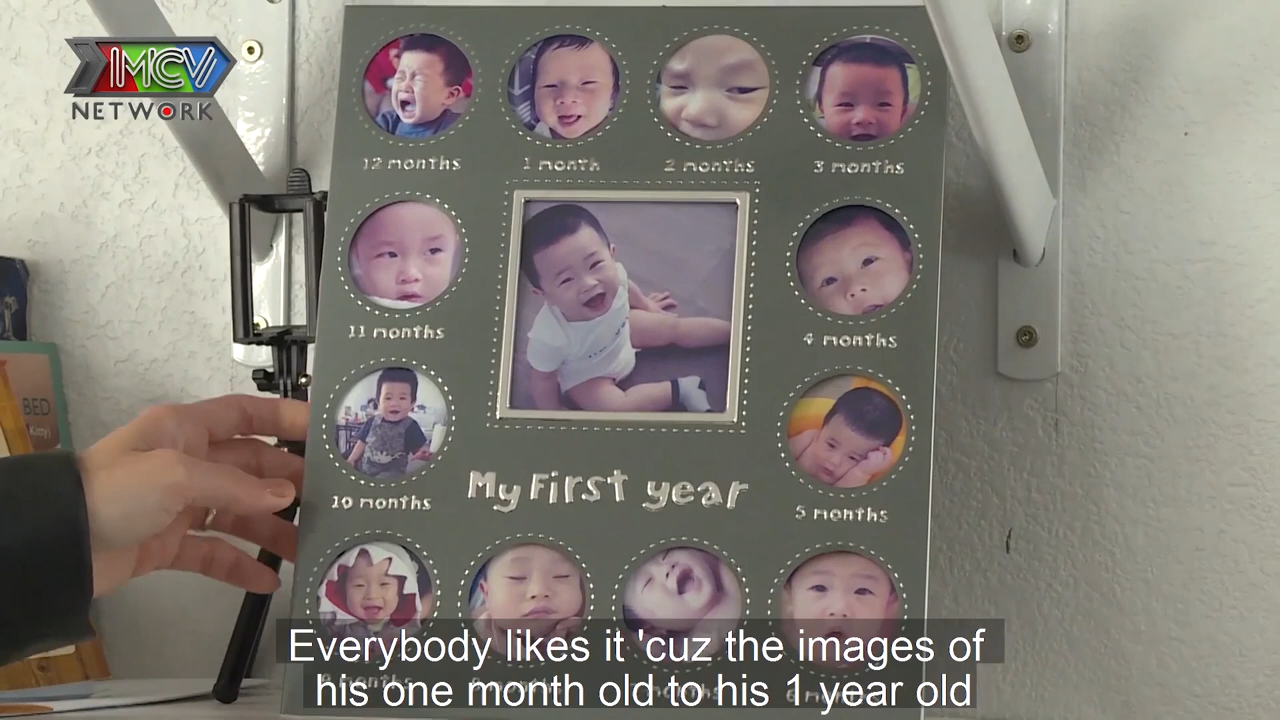 MCV
NETWORK
12 months
1 month
2 months
3 months
11 months
4 months
BED
Kitty)
10 months
My First year
5 months
Everybody likes it 'cuz the images of
his one month old to his 1 year old